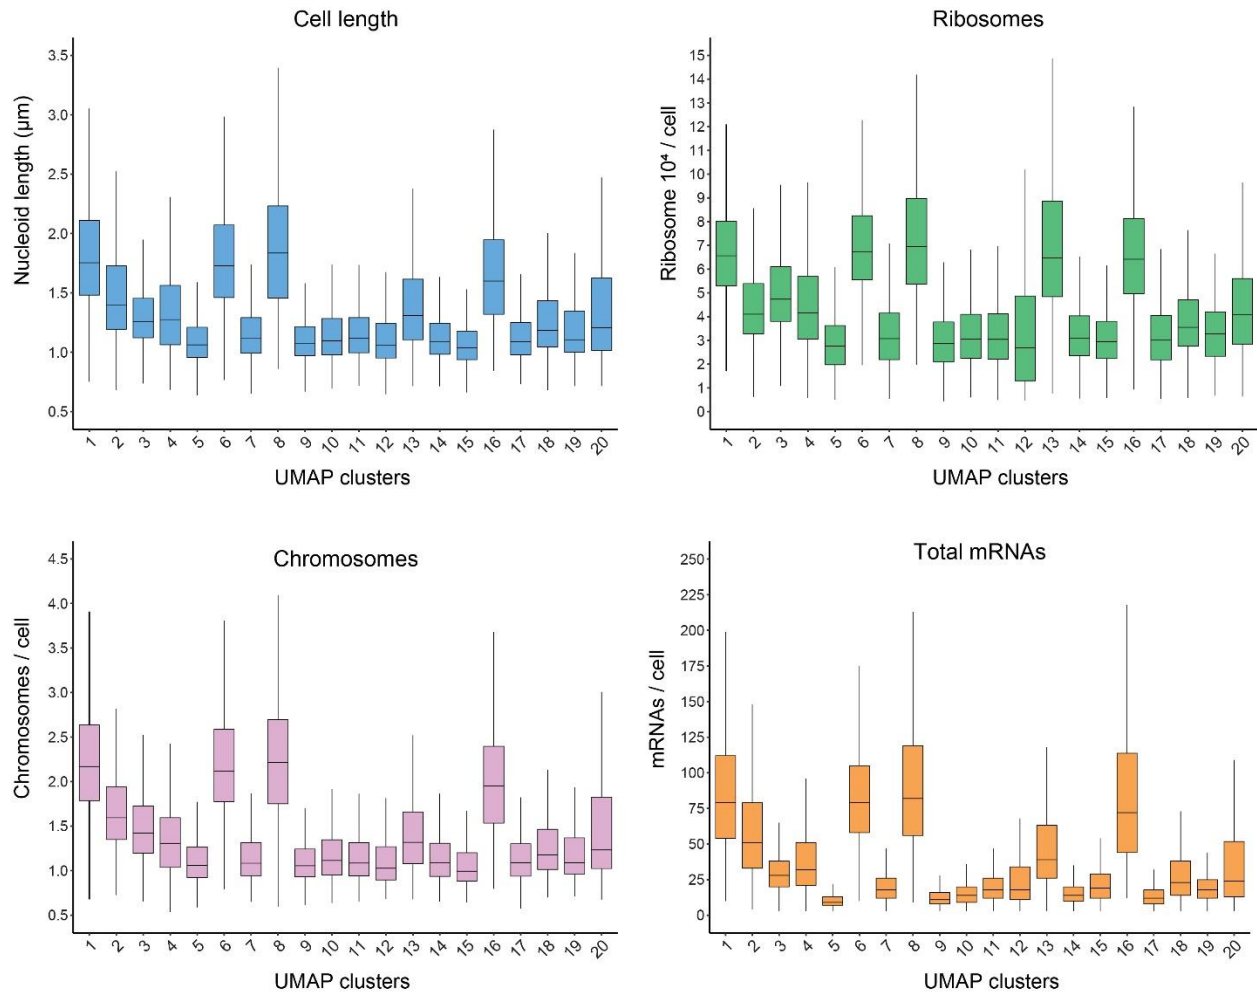 Cell length
Nucleoid length (µm)
3.5
3.0
2.5
2.0
1.5
1.0
0.5
1 2 3 4 5 6 7 8 9 10 11 12 13 14 15 16 17 18 19 20
UMAP clusters
Ribosomes
Ribosome 10⁴ / cell
15
14
13
12
11
10
9
8
7
6
5
4
3
2
1
0
1 2 3 4 5 6 7 8 9 10 11 12 13 14 15 16 17 18 19 20
UMAP clusters
Chromosomes
Chromosomes / cell
4.5
4.0
3.5
3.0
2.5
2.0
1.5
1.0
0.5
1 2 3 4 5 6 7 8 9 10 11 12 13 14 15 16 17 18 19 20
UMAP clusters
Total mRNAs
mRNAs / cell
250
225
200
175
150
125
100
75
50
25
0
1 2 3 4 5 6 7 8 9 10 11 12 13 14 15 16 17 18 19 20
UMAP clusters